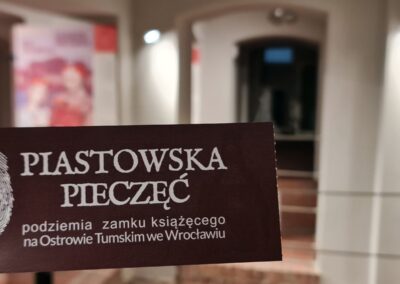 PIASTOWSKA
PIECZĘĆ
podziemia zamku książęcego
na Ostrowie Tumskim we Wrocławiu